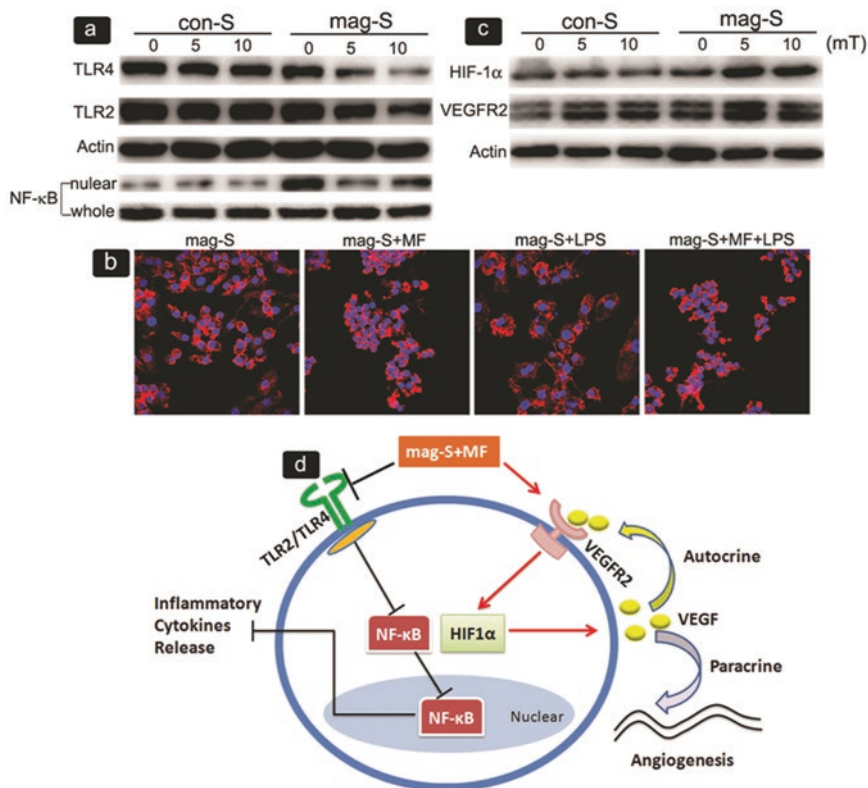 a
con-S mag-S
0 5 10 0 5 10
TLR4
TLR2
Actin
NF-κB
nulear
whole
c
con-S mag-S
0 5 10 0 5 10 (mT)
HIF-1α
VEGFR2
Actin
b
mag-S mag-S+MF mag-S+LPS mag-S+MF+LPS
d
mag-S+MF
TLR2/TLR4
VEGFR2
Autocrine
VEGF
Paracrine
Angiogenesis
Inflammatory
Cytokines
Release
NF-κB
HIF1α
NF-κB
Nuclear